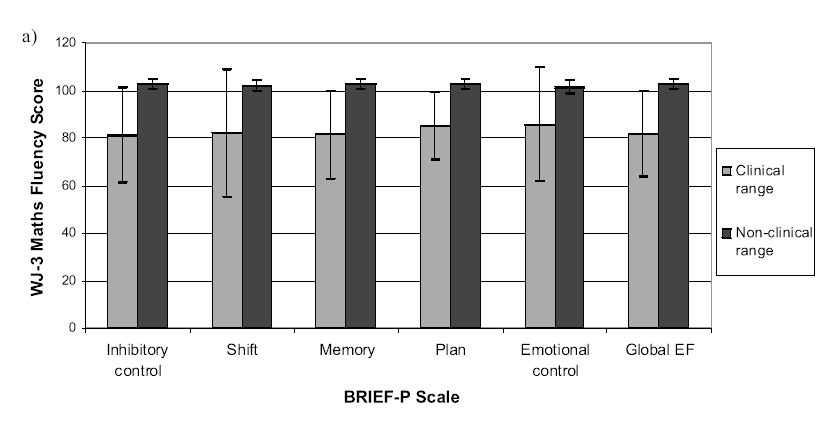 a)
120
100
80
60
40
20
0
WJ-3 Maths Fluency Score
Inhibitory
control
Shift
Memory
Plan
Emotional
control
Global EF
BRIEF-P Scale
Clinical
range
Non-clinical
range